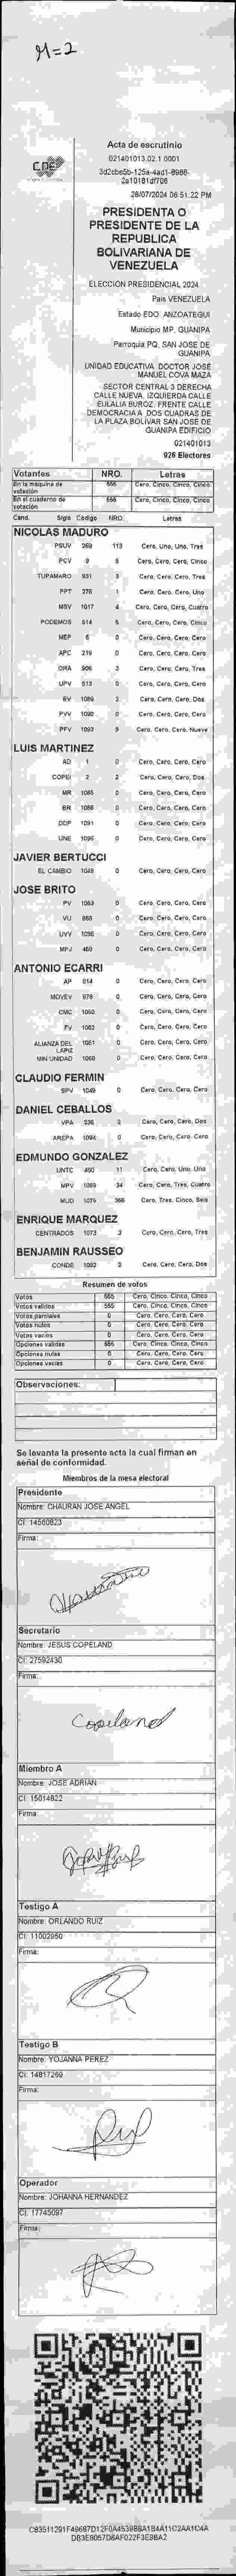 M=2
CNE
Acta de escrutinio
021401013.02.1.0001
28/07/2024 06:51:22 PM
PRESIDENTA O
PRESIDENTE DE LA
REPUBLICA
BOLIVARIANA DE
VENEZUELA
ELECCIÓN PRESIDENCIAL 2024
País VENEZUELA
Estado EDO. ANZOATEGUI
Municipio MP. GUANIPA
Parroquia PQ. SAN JOSE DE
GUANIPA
UNIDAD EDUCATIVA DOCTOR JOSE
MANUEL COVA MAZA
SECTOR CENTRAL 3 DERECHA
CALLE NUEVA. IZQUIERDA CALLE
EULALIA BUROZ. FRENTE CALLE
DEMOCRACIA A DOS CUADRAS DE
LA PLAZA BOLÍVAR SAN JOSÉ DE
GUANIPA EDIFICIO
021401013
926 Electores
Votantes NRO. Letras
En la máquina de votación 555 Cero, Cinco, Cinco, Cinco
En el cuaderno de votación Cero, Cinco, Cinco, Cinco
Cand. Sigla Código NRO. Letras
NICOLAS MADURO
PSUV 269 113 Cero, Uno, Uno, Tres
PCV 9 5 Cero, Cero, Cero, Cinco
TUPAMARO 931 3 Cero, Cero, Cero, Tres
PPT 276 1 Cero, Cero, Cero, Uno
MSV 1017 4 Cero, Cero, Cero, Cuatro
PODEMOS 514 5 Cero, Cero, Cero, Cinco
MEP 6 0 Cero, Cero, Cero, Cero
APC 219 0 Cero, Cero, Cero, Cero
ORA 906 3 Cero, Cero, Cero, Tres
UPV 513 0 Cero, Cero, Cero, Cero
EV 1089 2 Cero, Cero, Cero, Dos
PVV 1090 0 Cero, Cero, Cero, Cero
PFV 1093 9 Cero, Cero, Cero, Nueve
LUIS MARTINEZ
AD 1 0 Cero, Cero, Cero, Cero
COPEI 2 2 Cero, Cero, Cero, Dos
MR 1085 0 Cero, Cero, Cero, Cero
BR 1088 0 Cero, Cero, Cero, Cero
DDP 1091 0 Cero, Cero, Cero, Cero
UNE 1096 0 Cero, Cero, Cero, Cero
JAVIER BERTUCCI
EL CAMBIO 1048 0 Cero, Cero, Cero, Cero
JOSE BRITO
PV 1063 0 Cero, Cero, Cero, Cero
VU 868 0 Cero, Cero, Cero, Cero
UVV 1095 0 Cero, Cero, Cero, Cero
MPJ 469 0 Cero, Cero, Cero, Cero
ANTONIO ECARRI
AP 814 0 Cero, Cero, Cero, Cero
MOVEV 878 0 Cero, Cero, Cero, Cero
CMC 1060 0 Cero, Cero, Cero, Cero
FV 1062 0 Cero, Cero, Cero, Cero
ALIANZA DEL LAPIZ 1061 0 Cero, Cero, Cero, Cero
MIN UNIDAD 1069 0 Cero, Cero, Cero, Cero
CLAUDIO FERMIN
SPV 1049 0 Cero, Cero, Cero, Cero
DANIEL CEBALLOS
VPA 236 2 Cero, Cero, Cero, Dos
AREPA 1094 0 Cero, Cero, Cero, Cero
EDMUNDO GONZALEZ
UNTC 460 11 Cero, Cero, Uno, Uno
MPV 1083 34 Cero, Cero, Tres, Cuatro
MUD 1075 356 Cero, Tres, Cinco, Seis
ENRIQUE MARQUEZ
CENTRADOS 1073 3 Cero, Cero, Cero, Tres
BENJAMIN RAUSSEO
CONDE 1092 2 Cero, Cero, Cero, Dos
Resumen de votos
Votos 555 Cero, Cinco, Cinco, Cinco
Votos válidos 555 Cero, Cinco, Cinco, Cinco
Votos parciales 0 Cero, Cero, Cero, Cero
Votos nulos 0 Cero, Cero, Cero, Cero
Votos vacíos 0 Cero, Cero, Cero, Cero
Opciones válidas 555 Cero, Cinco, Cinco, Cinco
Opciones nulas 0 Cero, Cero, Cero, Cero
Opciones vacías 0 Cero, Cero, Cero, Cero
Observaciones:
Se levanta la presente acta la cual firman en
señal de conformidad.
Miembros de la mesa electoral
Presidente
Nombre: CHAURAN JOSE ANGEL
CI: 14560823
Firma:
Secretario
Nombre: JESUS COPELAND
CI: 27592430
Firma:
Copeland
Miembro A
Nombre: JOSE ADRIAN
CI: 15014822
Firma:
Testigo A
Nombre: ORLANDO RUIZ
CI: 11002950
Firma:
Testigo B
Nombre: YOJANNA PEREZ
CI: 14817269
Firma:
Operador
Nombre: JOHANNA HERNANDEZ
CI: 17745097
Firma: